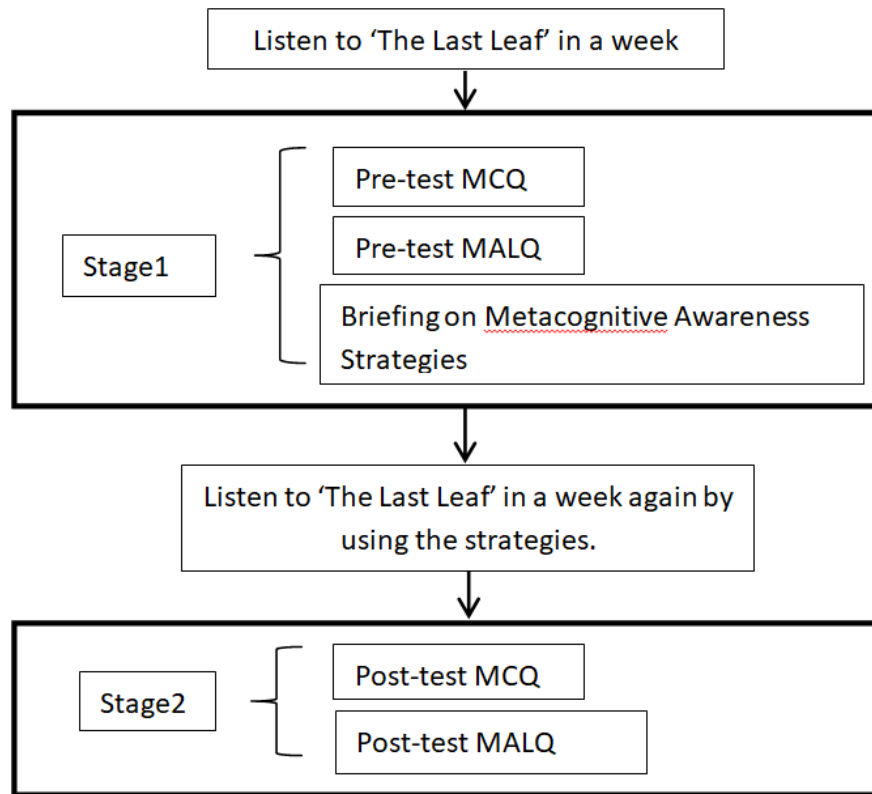 Listen to 'The Last Leaf' in a week
Pre-test MCQ
Pre-test MALQ
Stage1
Briefing on Metacognitive Awareness
Strategies
Listen to 'The Last Leaf' in a week again by
using the strategies.
Post-test MCQ
Stage2
Post-test MALQ